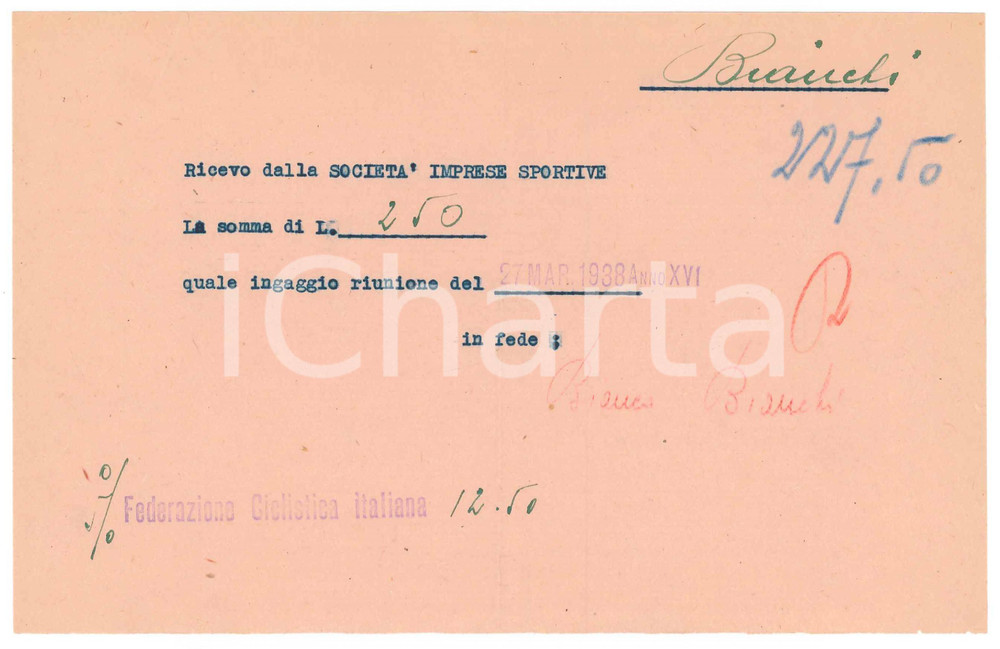 Bianchi
227,50
Ricevo dalla SOCIETA' IMPRESE SPORTIVE
La somma di L. 250
quale ingaggio riunione del 27 MAR. 1938 ANNO XVI
in fede ;
Bianco Bianchi
5% Federazione Ciclistica Italiana 12.50
iCharta